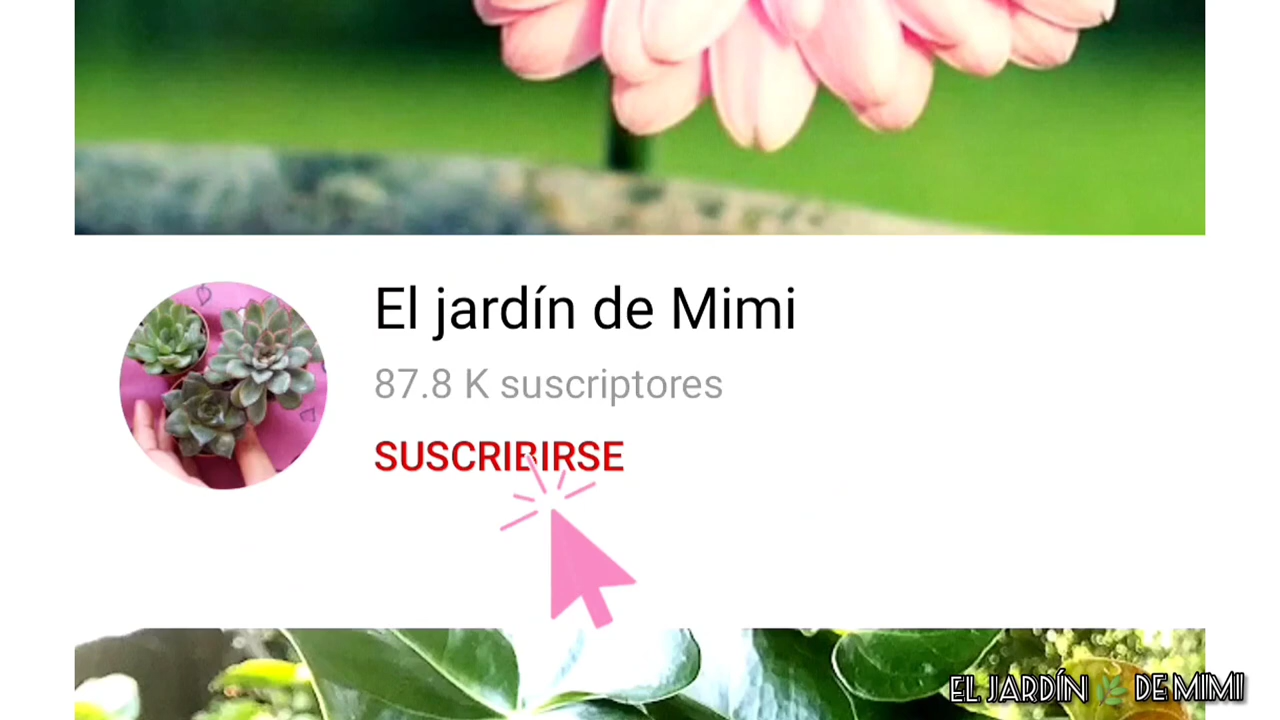 El jardín de Mimi
87.8 K suscriptores
SUSCRIBIRSE
EL JARDÍN 🌿 DE MIMI